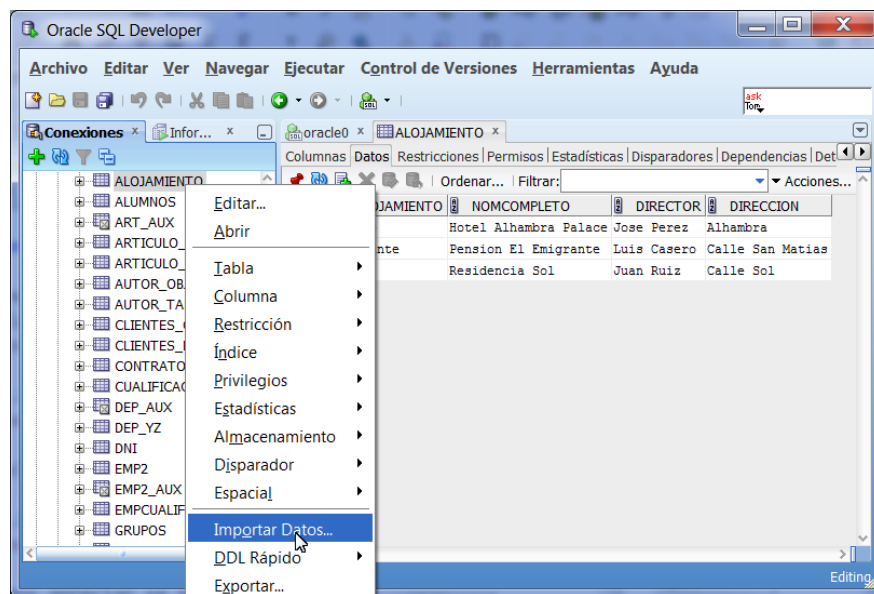 Oracle SQL Developer
Archivo Editar Ver Navegar Ejecutar Control de Versiones Herramientas Ayuda
ask
Tom
Conexiones x Infor... x
oracle0 x ALOJAMIENTO x
Columnas Datos Restricciones Permisos Estadísticas Disparadores Dependencias Det
Ordenar... Filtrar: Acciones...
ALOJAMIENTO
ALUMNOS
ART_AUX
ARTICULO_
ARTICULO_
AUTOR_OB
AUTOR_TA
CLIENTES_
CLIENTES_
CONTRATO
CUALIFICA
DEP_AUX
DEP_YZ
DNI
EMP2
EMP2_AUX
EMPCUALIF
GRUPOS
Editar...
Abrir
Tabla
Columna
Restricción
Índice
Privilegios
Estadísticas
Almacenamiento
Disparador
Espacial
Importar Datos...
DDL Rápido
Exportar...
OJAMIENTO NOMCOMPLETO DIRECTOR DIRECCION
Hotel Alhambra Palace Jose Perez Alhambra
nte Pension El Emigrante Luis Casero Calle San Matias
Residencia Sol Juan Ruiz Calle Sol
Editing